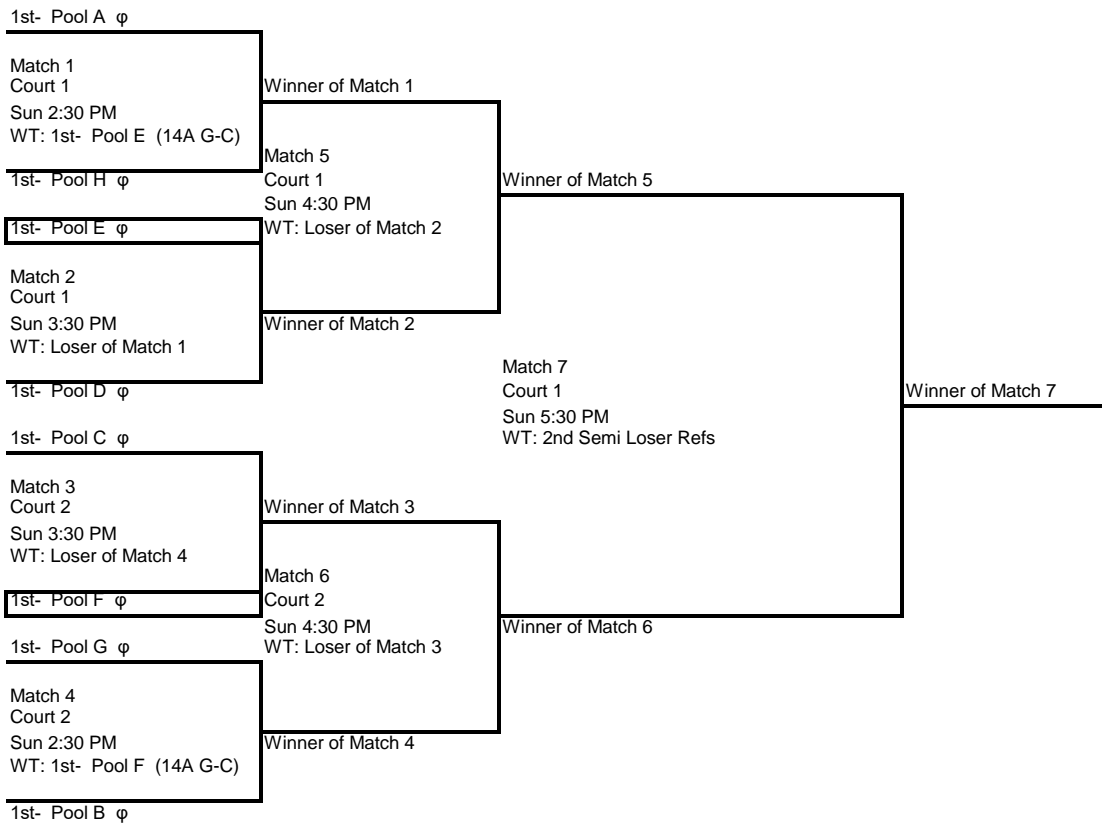 1st- Pool A φ
Match 1
Court 1
Sun 2:30 PM
WT: 1st- Pool E (14A G-C)
1st- Pool H φ
1st- Pool E φ
Match 2
Court 1
Sun 3:30 PM
WT: Loser of Match 1
1st- Pool D φ
1st- Pool C φ
Match 3
Court 2
Sun 3:30 PM
WT: Loser of Match 4
1st- Pool F φ
1st- Pool G φ
Match 4
Court 2
Sun 2:30 PM
WT: 1st- Pool F (14A G-C)
1st- Pool B φ
Winner of Match 1
Match 5
Court 1
Sun 4:30 PM
WT: Loser of Match 2
Winner of Match 2
Winner of Match 3
Match 6
Court 2
Sun 4:30 PM
WT: Loser of Match 3
Winner of Match 4
Winner of Match 5
Match 7
Court 1
Sun 5:30 PM
WT: 2nd Semi Loser Refs
Winner of Match 6
Winner of Match 7